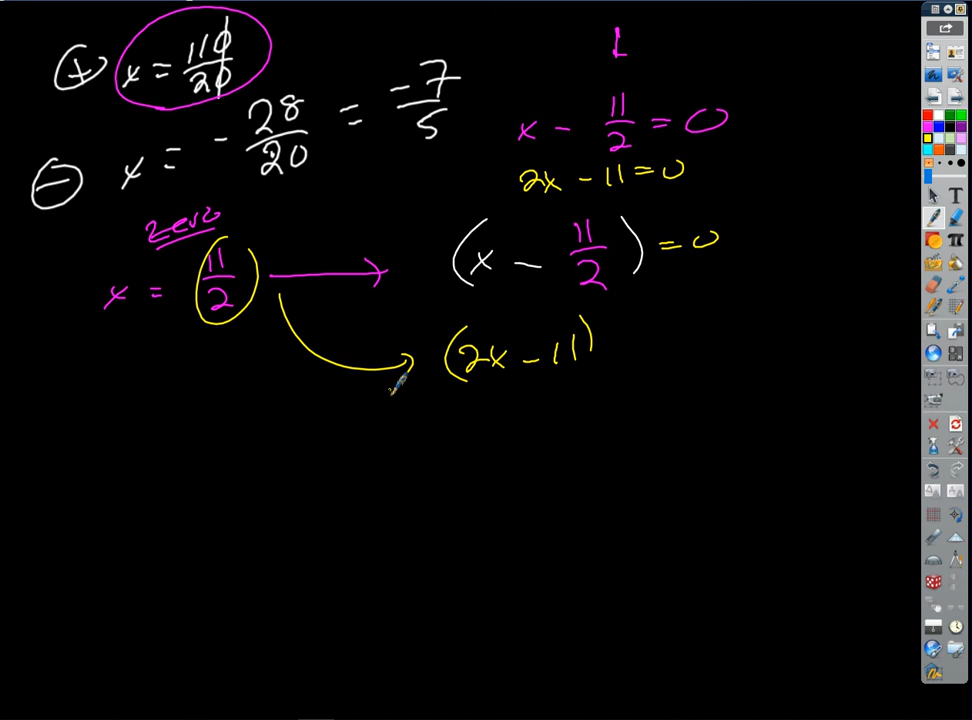 ⊕ x = 110/20
⊖ x = - 28/20 = -7/5
x - 11/2 = 0
2x - 11 = 0
zero
x = 11/2 → (x - 11/2) = 0
(2x - 11)